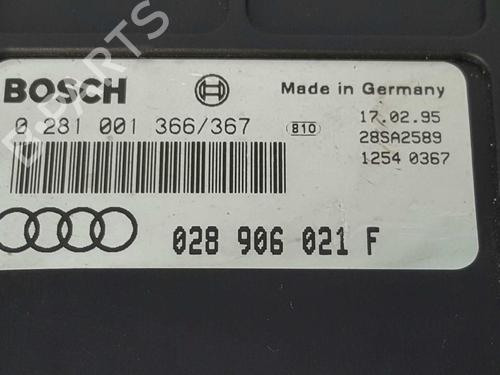 B-PARTS
BOSCH
Made in Germany
0 281 001 366/367
810
17.02.95
28SA2589
1254 0367
028 906 021 F